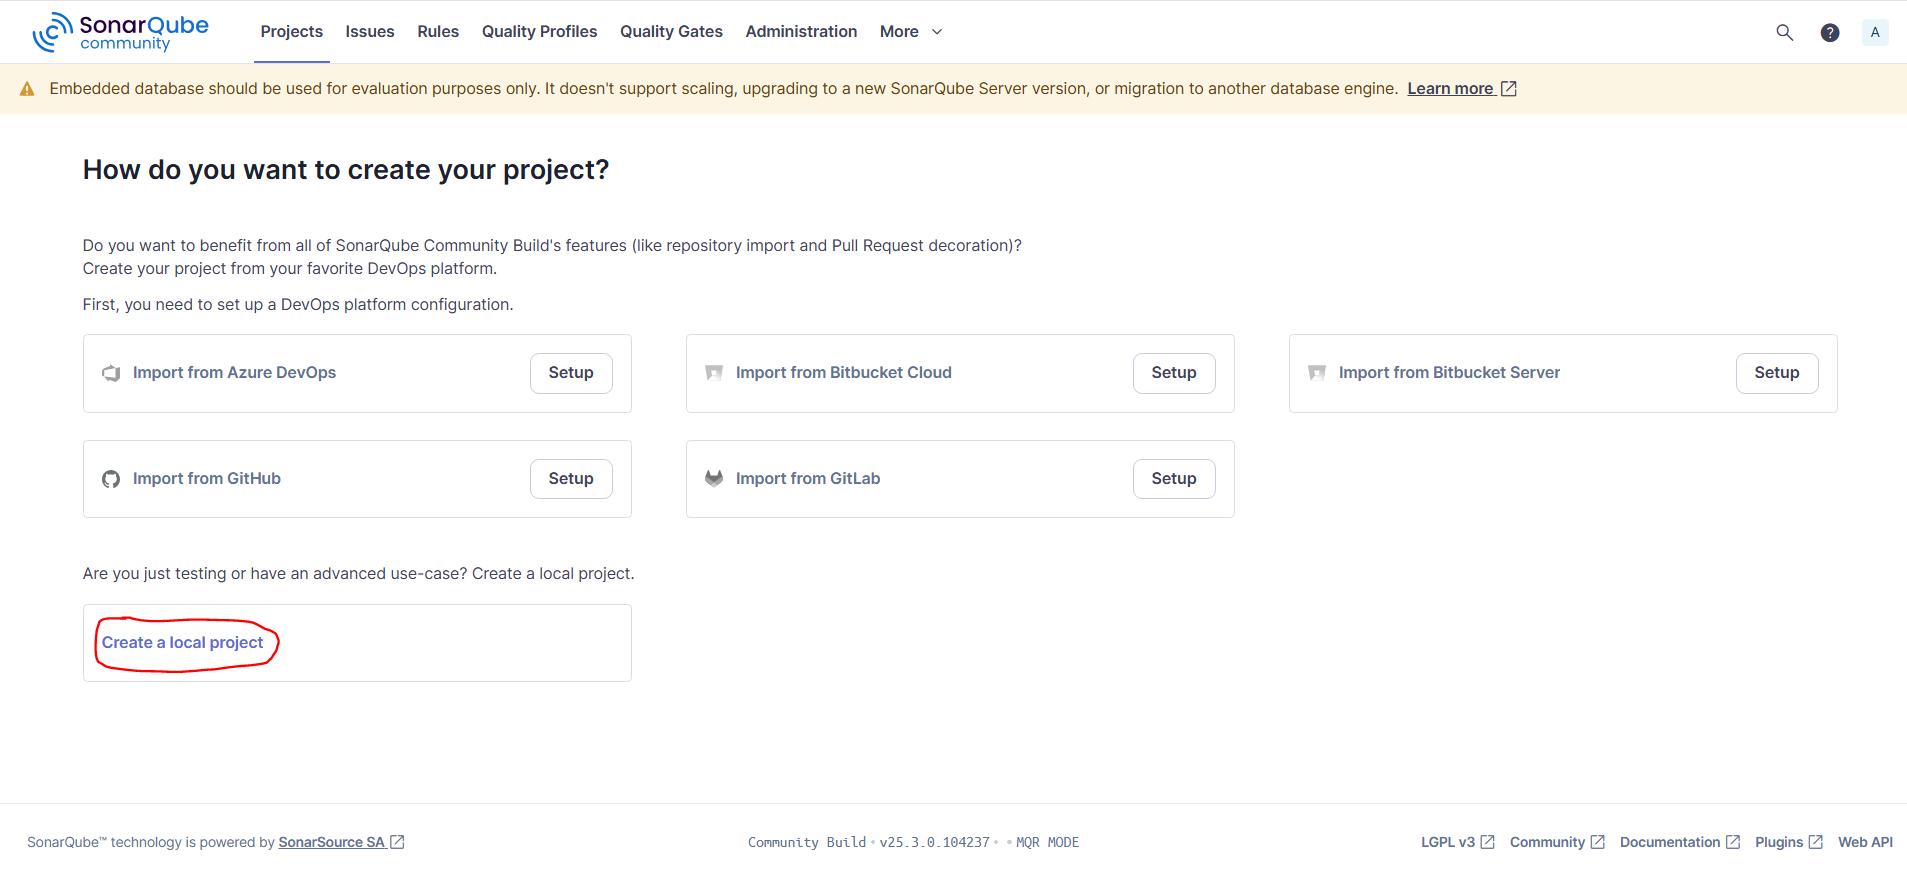 SonarQube
community
Projects Issues Rules Quality Profiles Quality Gates Administration More
? A
Embedded database should be used for evaluation purposes only. It doesn't support scaling, upgrading to a new SonarQube Server version, or migration to another database engine. Learn more
How do you want to create your project?
Do you want to benefit from all of SonarQube Community Build's features (like repository import and Pull Request decoration)?
Create your project from your favorite DevOps platform.
First, you need to set up a DevOps platform configuration.
Import from Azure DevOps Setup Import from Bitbucket Cloud Setup Import from Bitbucket Server Setup
Import from GitHub Setup Import from GitLab Setup
Are you just testing or have an advanced use-case? Create a local project.
Create a local project
SonarQube™ technology is powered by SonarSource SA Community Build • v25.3.0.104237 • • MQR MODE LGPL v3 Community Documentation Plugins Web API